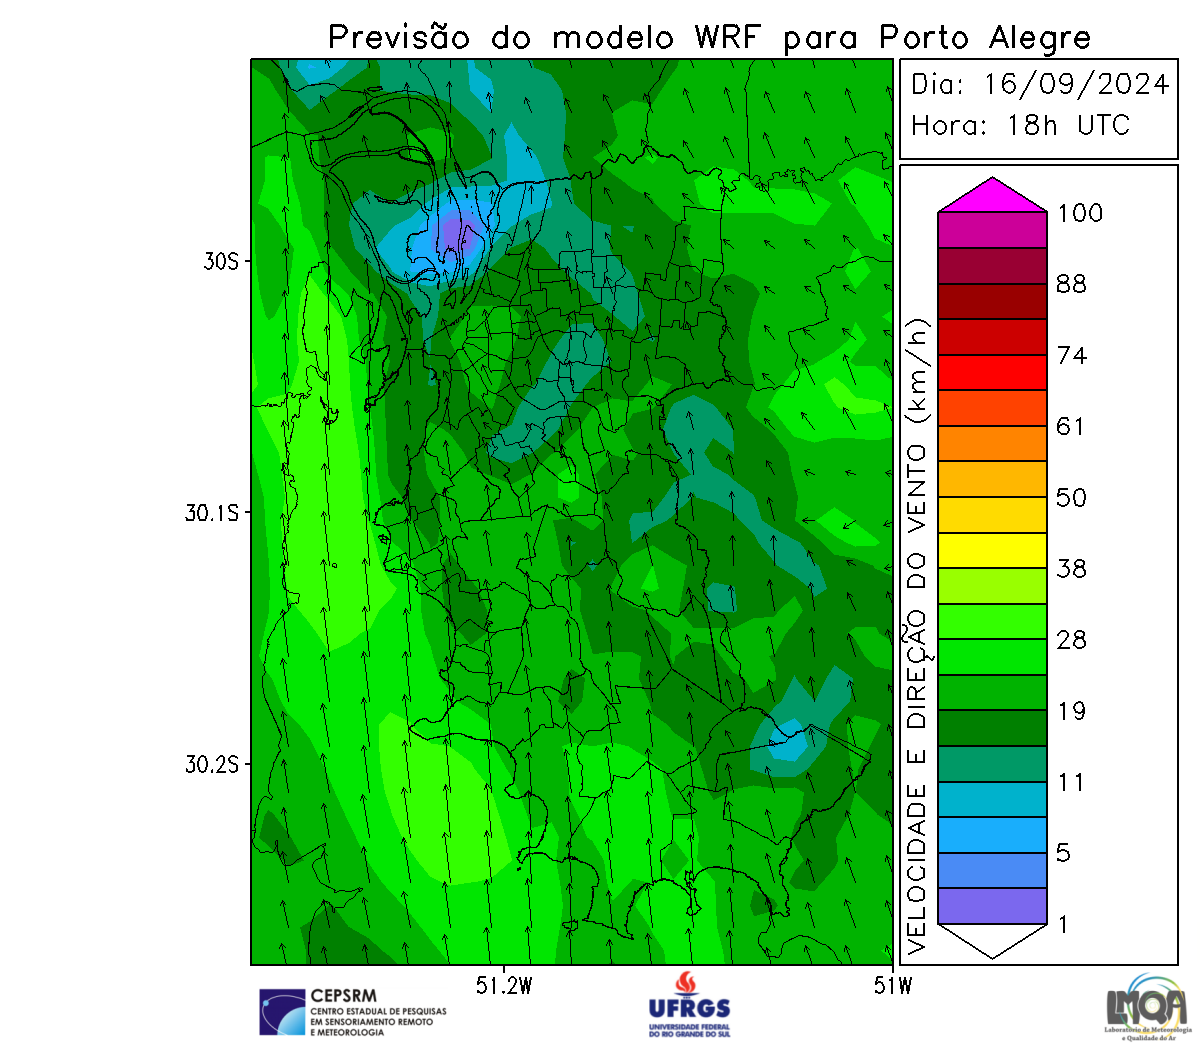 Previsão do modelo WRF para Porto Alegre
Dia: 16/09/2024
Hora: 18h UTC
30S
30.1S
30.2S
51.2W
51W
VELOCIDADE E DIREÇÃO DO VENTO (km/h)
100
88
74
61
50
38
28
19
11
5
1
CEPSRM
CENTRO ESTADUAL DE PESQUISAS
EM SENSORIAMENTO REMOTO
E METEOROLOGIA
UFRGS
UNIVERSIDADE FEDERAL
DO RIO GRANDE DO SUL
LMQA
Laboratório de Meteorologia
e Qualidade do Ar